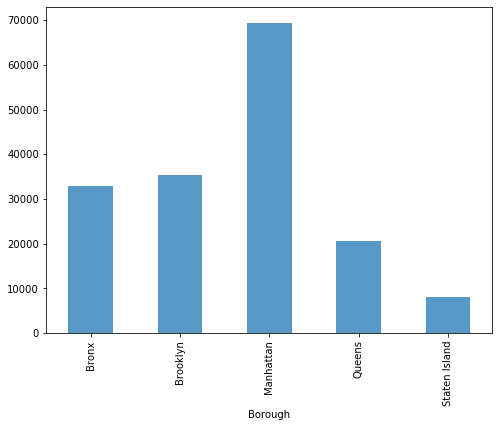 70000
60000
50000
40000
30000
20000
10000
0
Bronx
Brooklyn
Manhattan
Queens
Staten Island
Borough